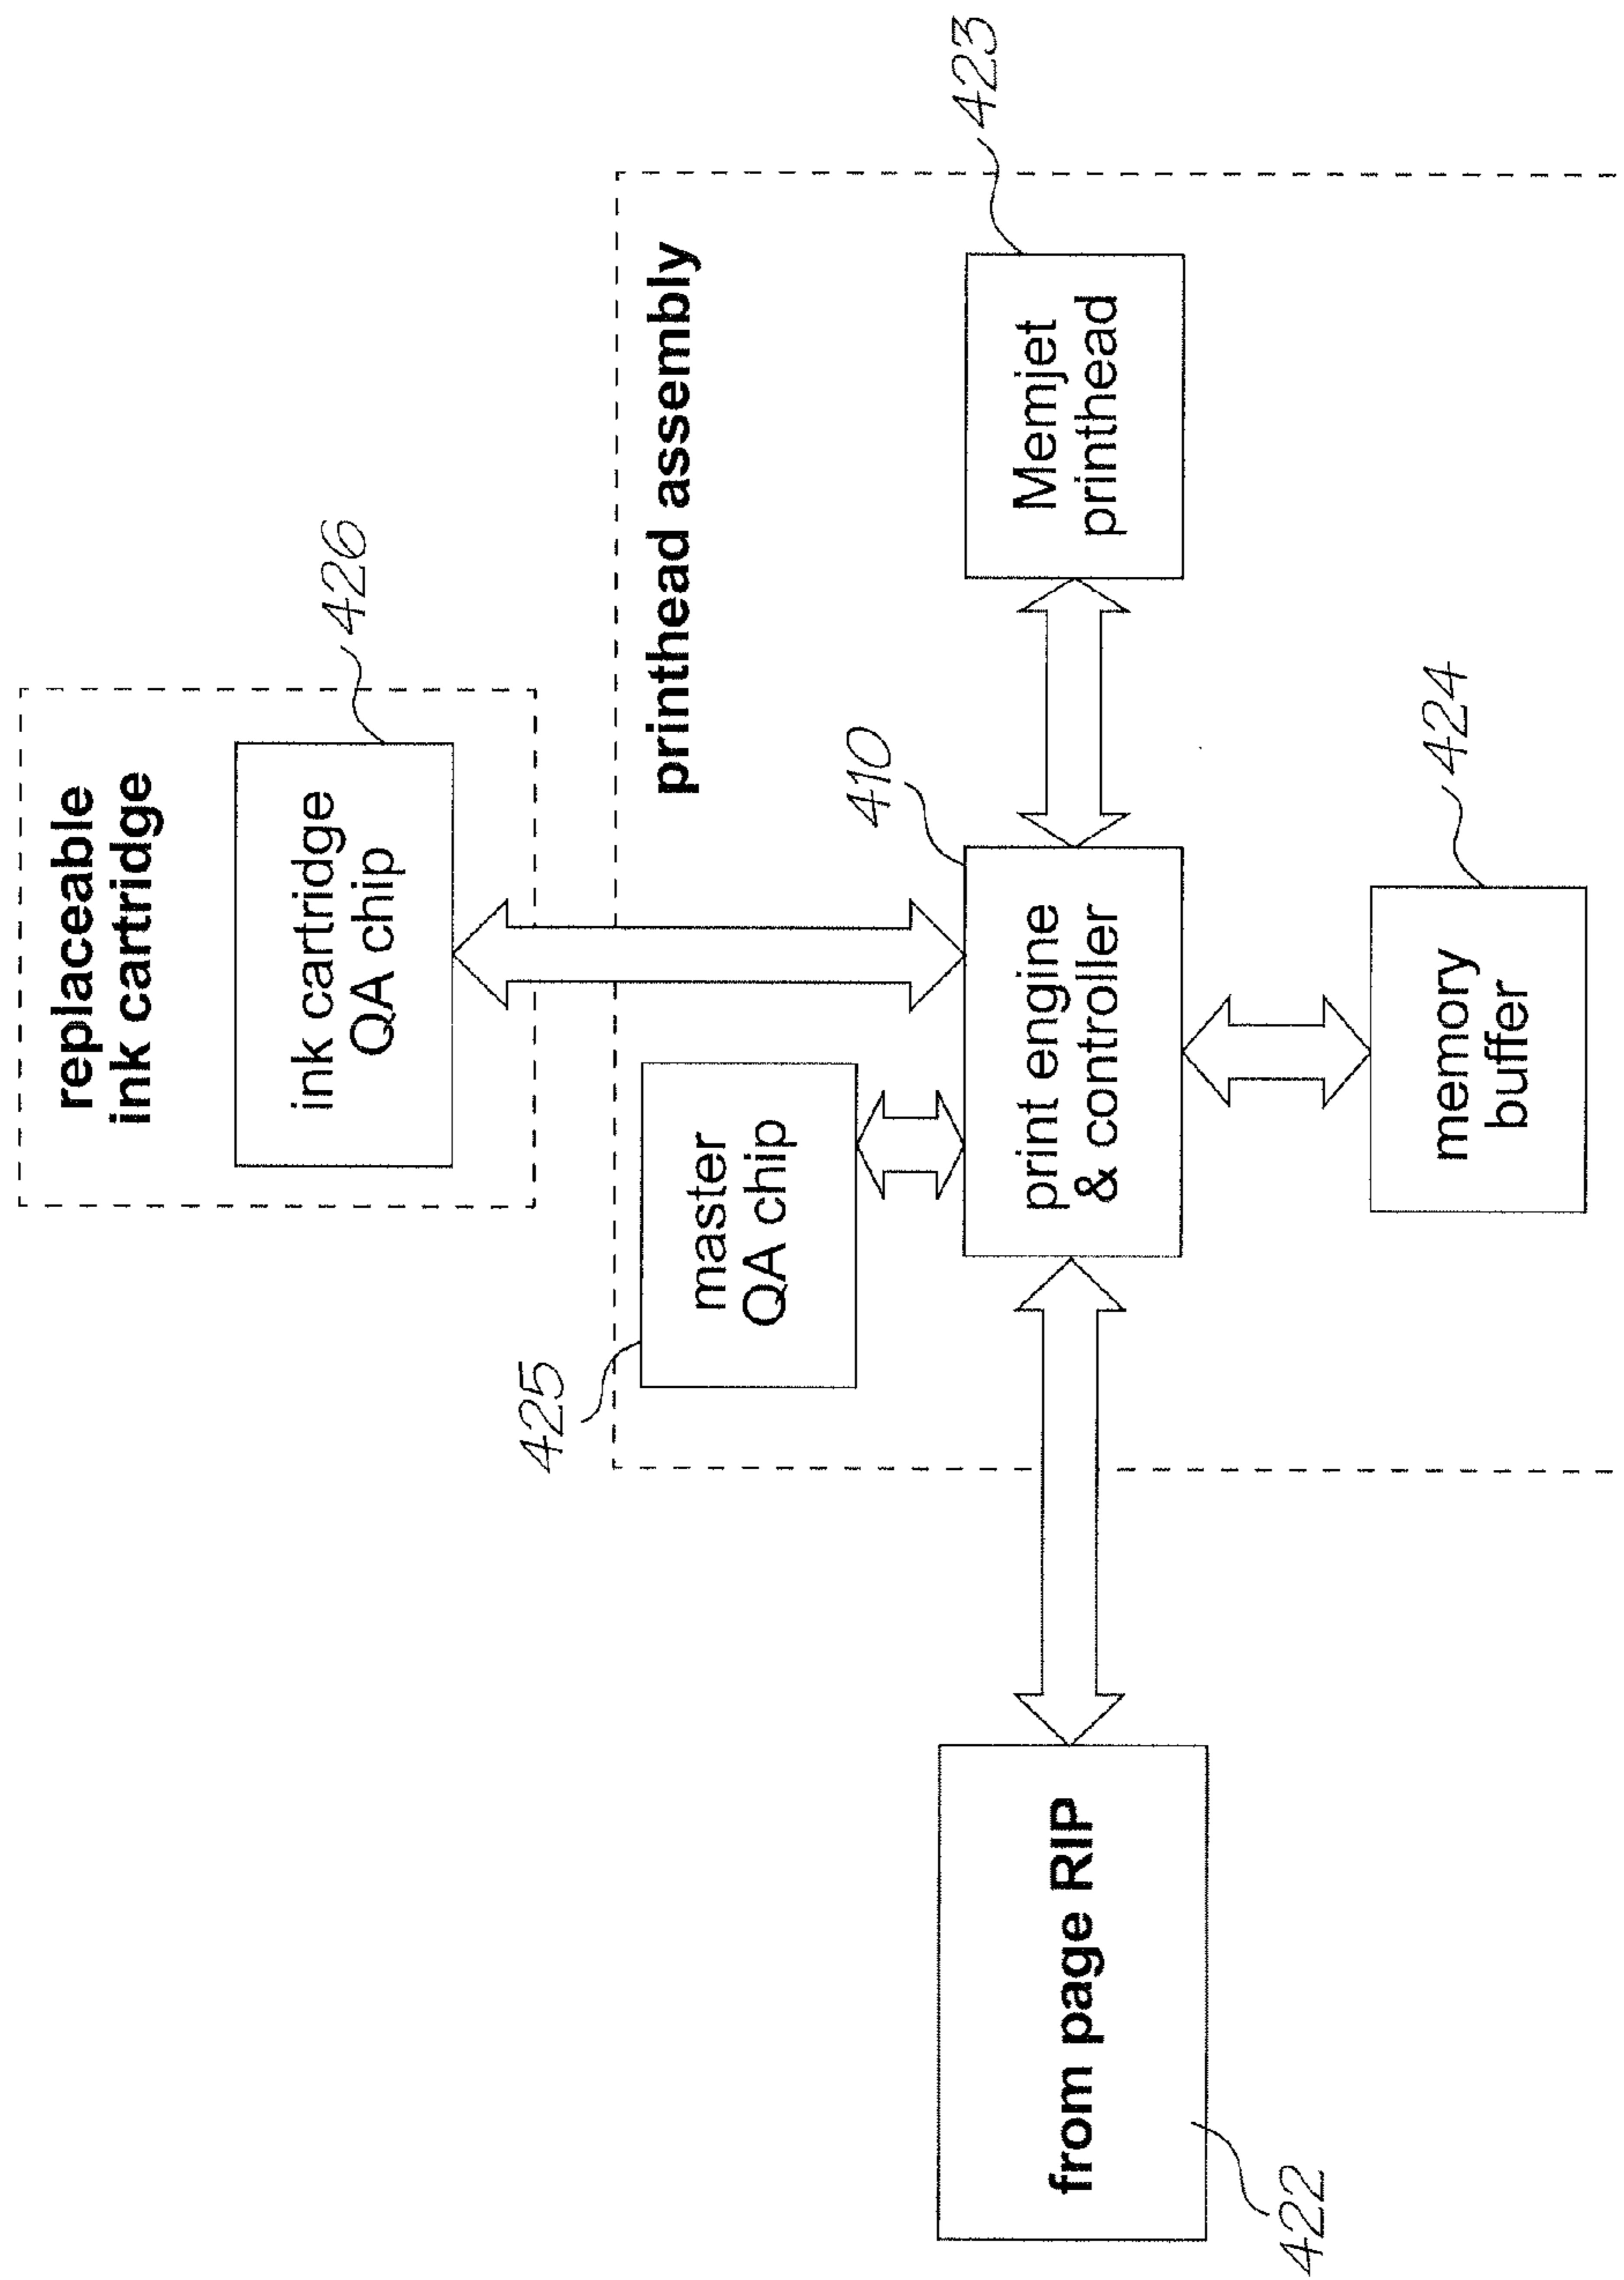 replaceable
ink cartridge
ink cartridge
QA chip
426
printhead assembly
425
master
QA chip
410
print engine
& controller
Memjet
printhead
423
memory
buffer
424
from page RIP
422